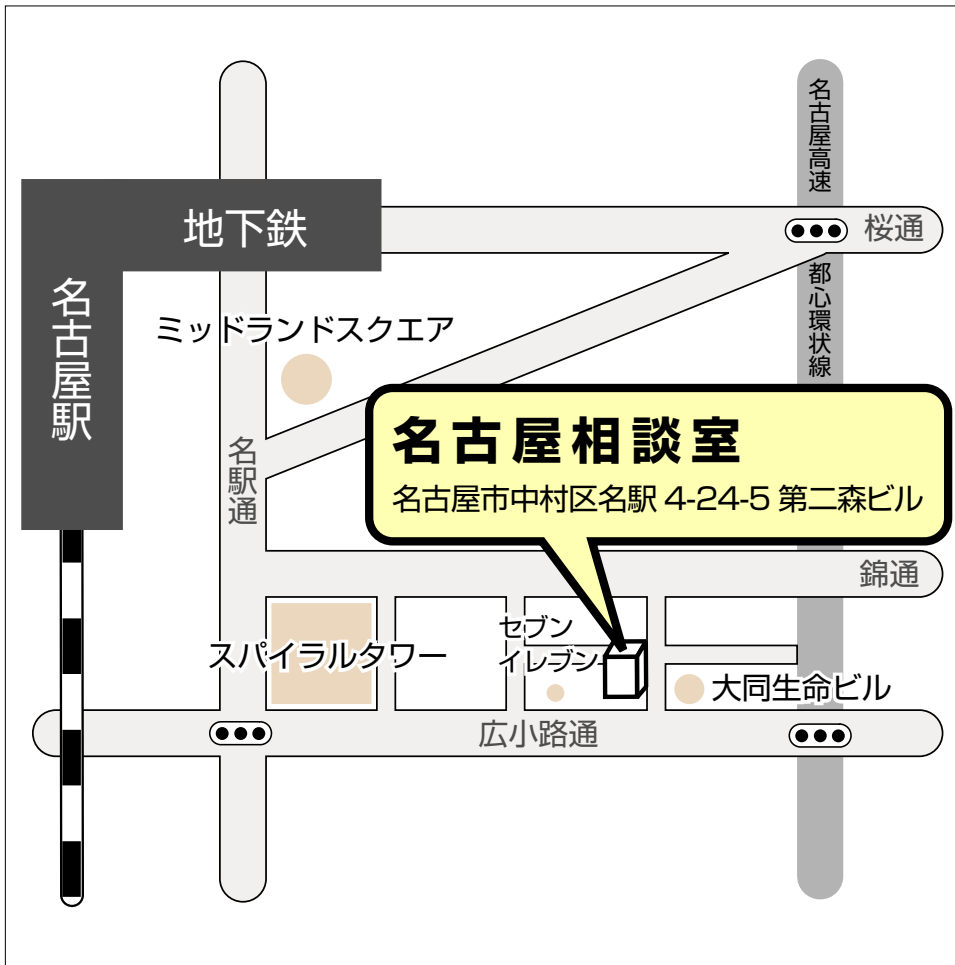 名古屋高速
地下鉄
桜通
名古屋駅
都心環状線
ミッドランドスクエア
名古屋相談室
名古屋市中村区名駅 4-24-5 第二森ビル
名駅通
錦通
セブン
イレブン
スパイラルタワー
大同生命ビル
広小路通